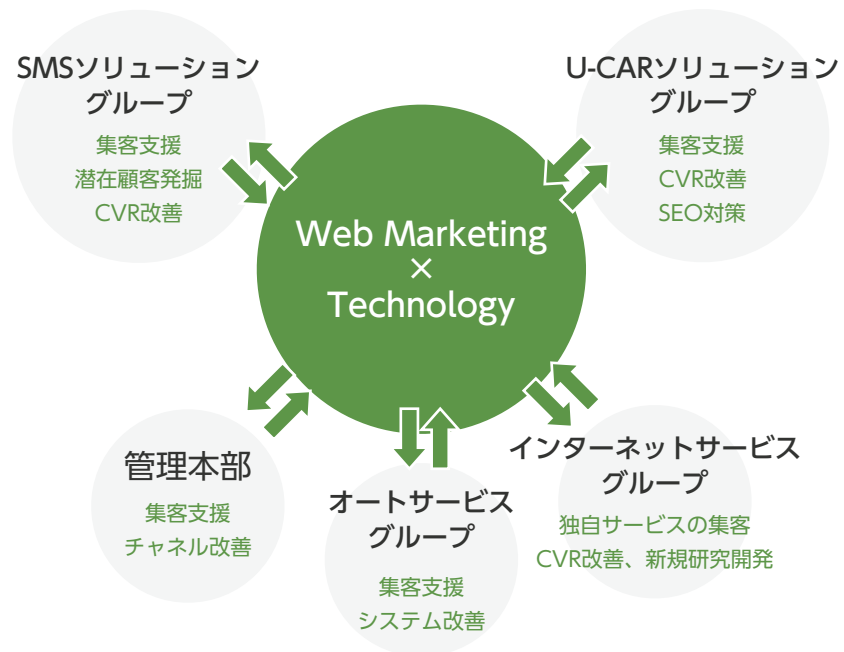 SMSソリューション
グループ
集客支援
潜在顧客発掘
CVR改善
U-CARソリューション
グループ
集客支援
CVR改善
SEO対策
Web Marketing
×
Technology
管理本部
集客支援
チャネル改善
オートサービス
グループ
集客支援
システム改善
インターネットサービス
グループ
独自サービスの集客
CVR改善、新規研究開発